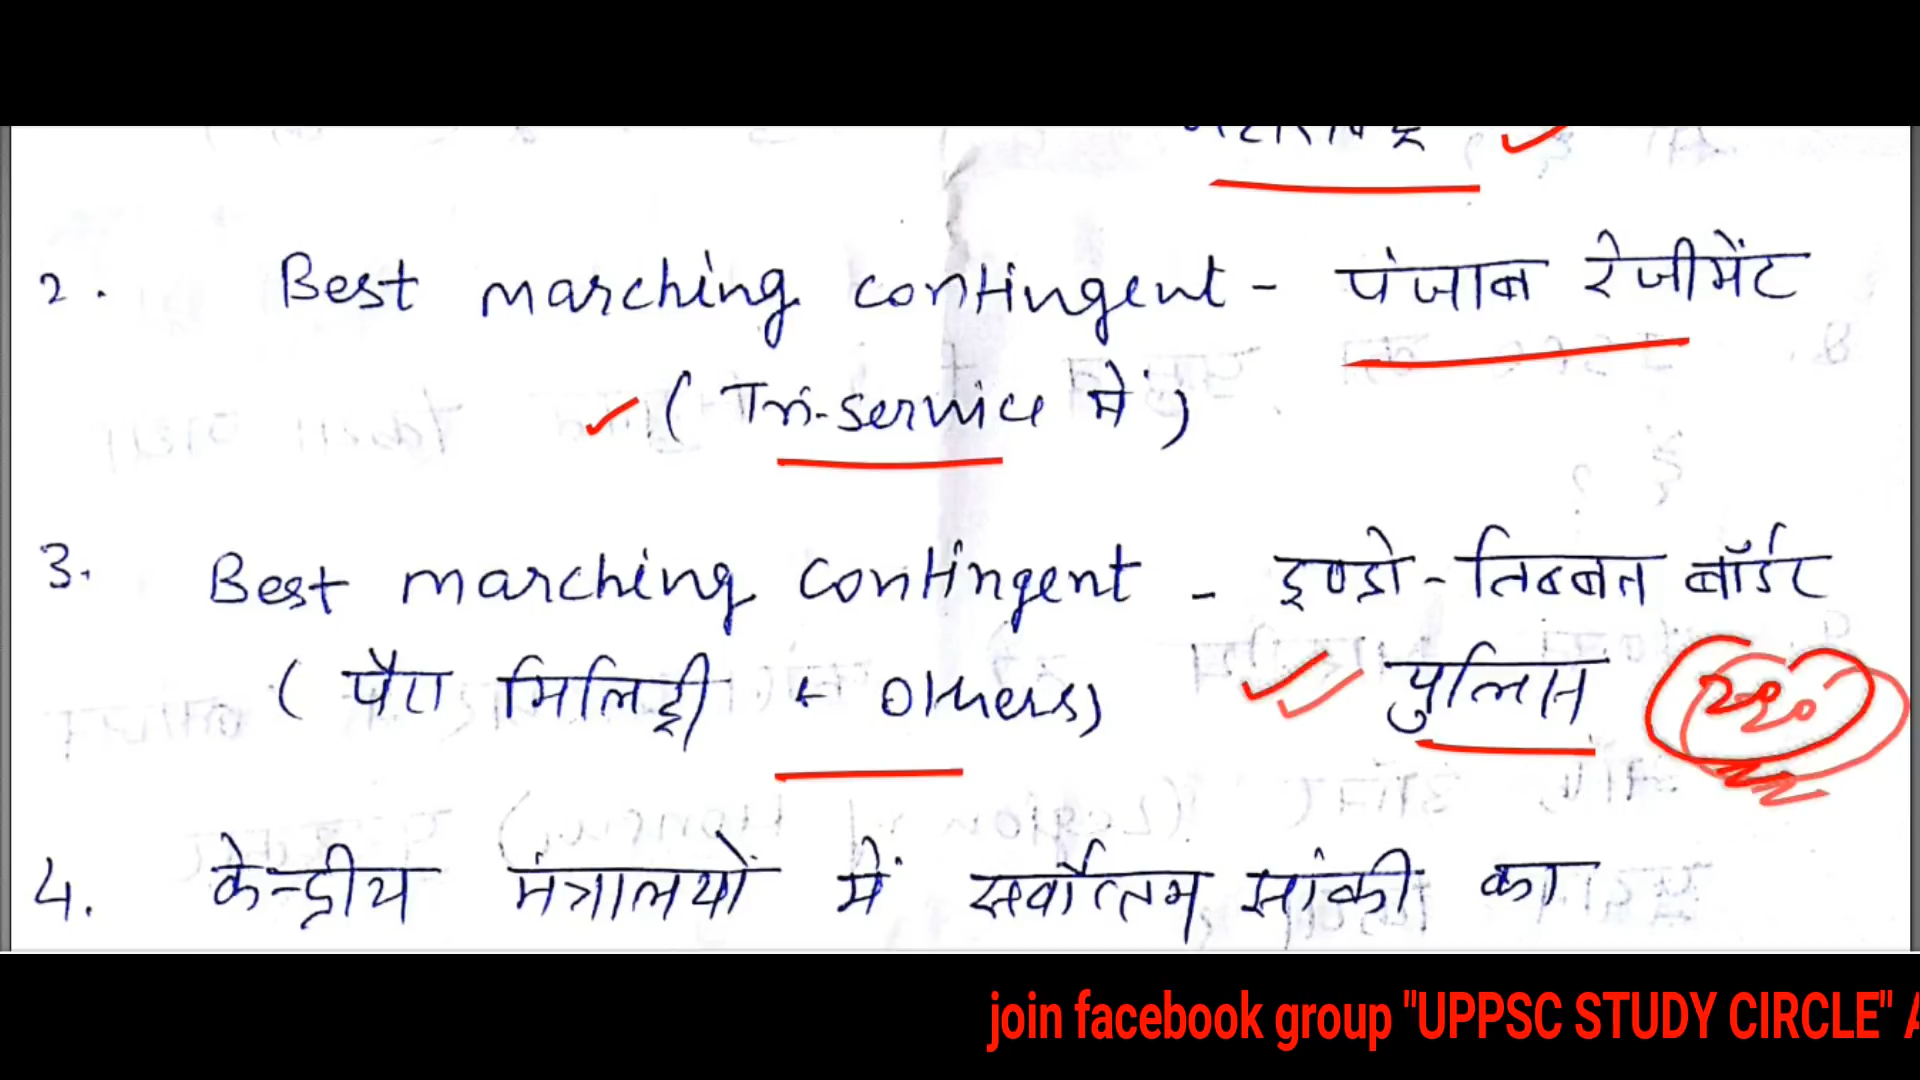 2. Best marching contingent - पंजाब रेजीमेंट
(Tri-service में)
3. Best marching contingent - इण्डो-तिब्बत बॉर्डर
(पैरा मिलिट्री + others) पुलिस
4. केन्द्रीय मंत्रालयों में सर्वोत्तम झांकी का
join facebook group "UPPSC STUDY CIRCLE" A